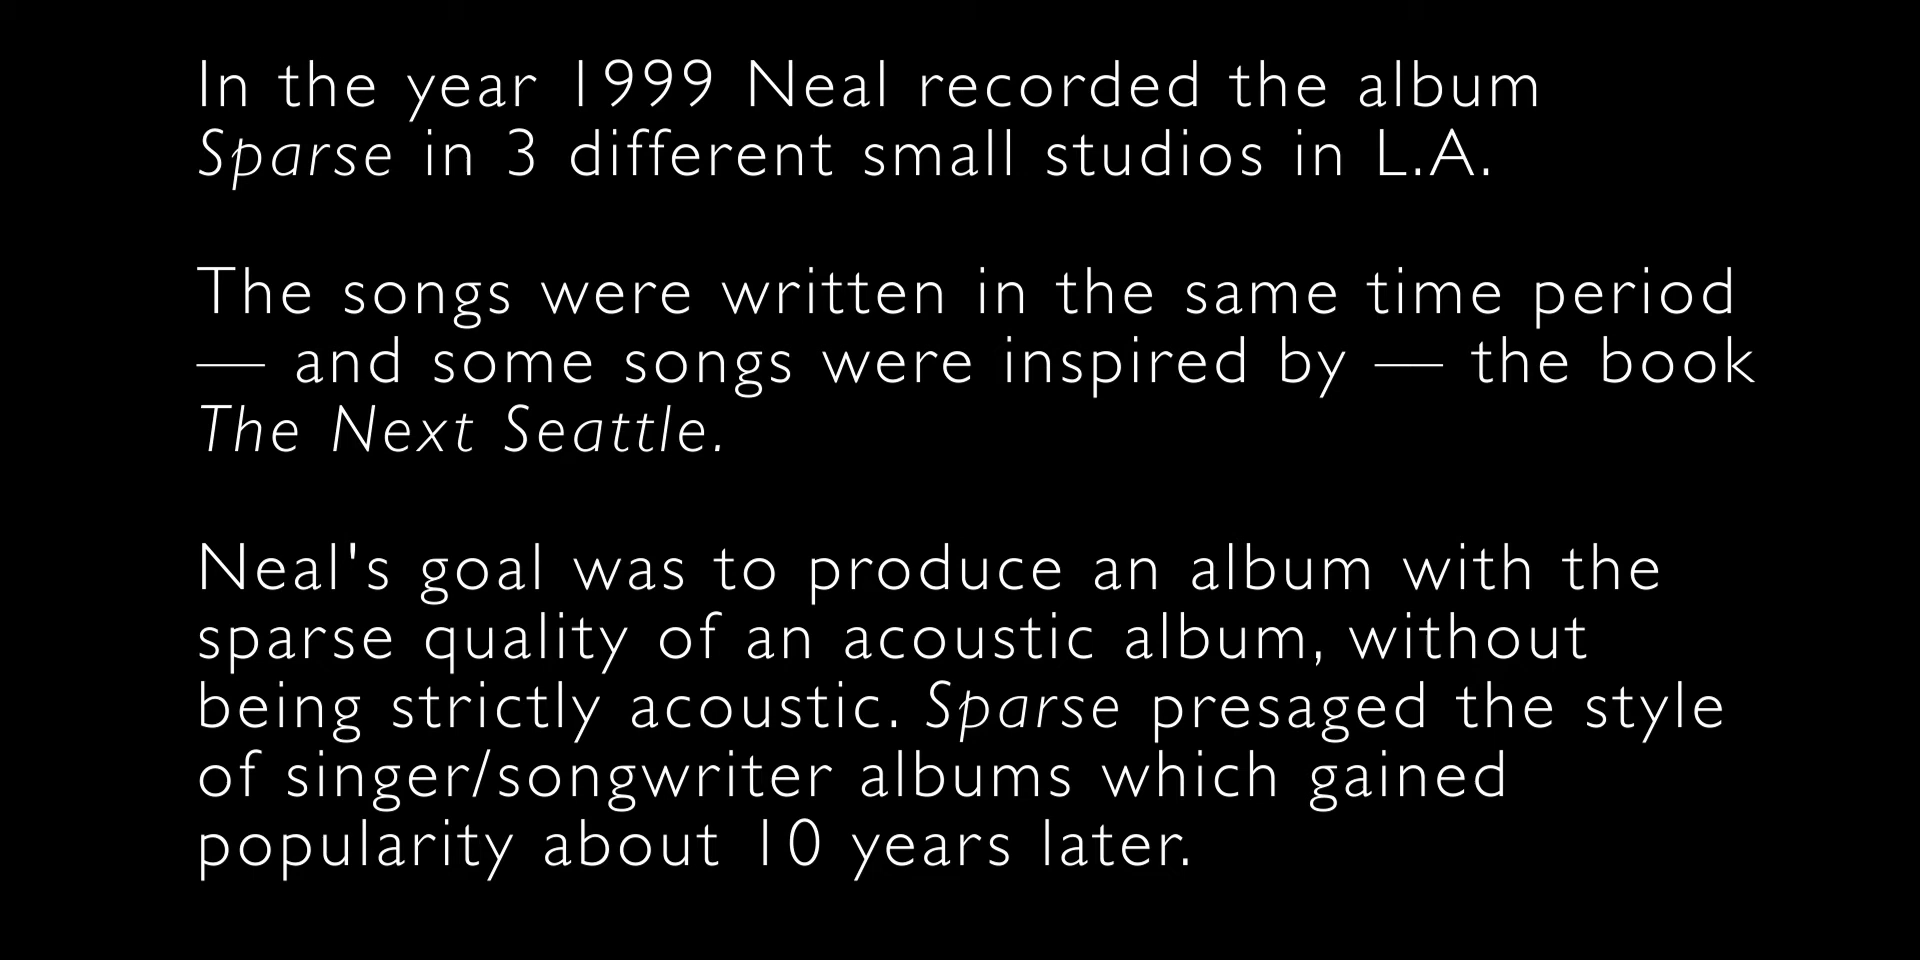 In the year 1999 Neal recorded the album
Sparse in 3 different small studios in L.A.
The songs were written in the same time period
— and some songs were inspired by — the book
The Next Seattle.
Neal's goal was to produce an album with the
sparse quality of an acoustic album, without
being strictly acoustic. Sparse presaged the style
of singer/songwriter albums which gained
popularity about 10 years later.